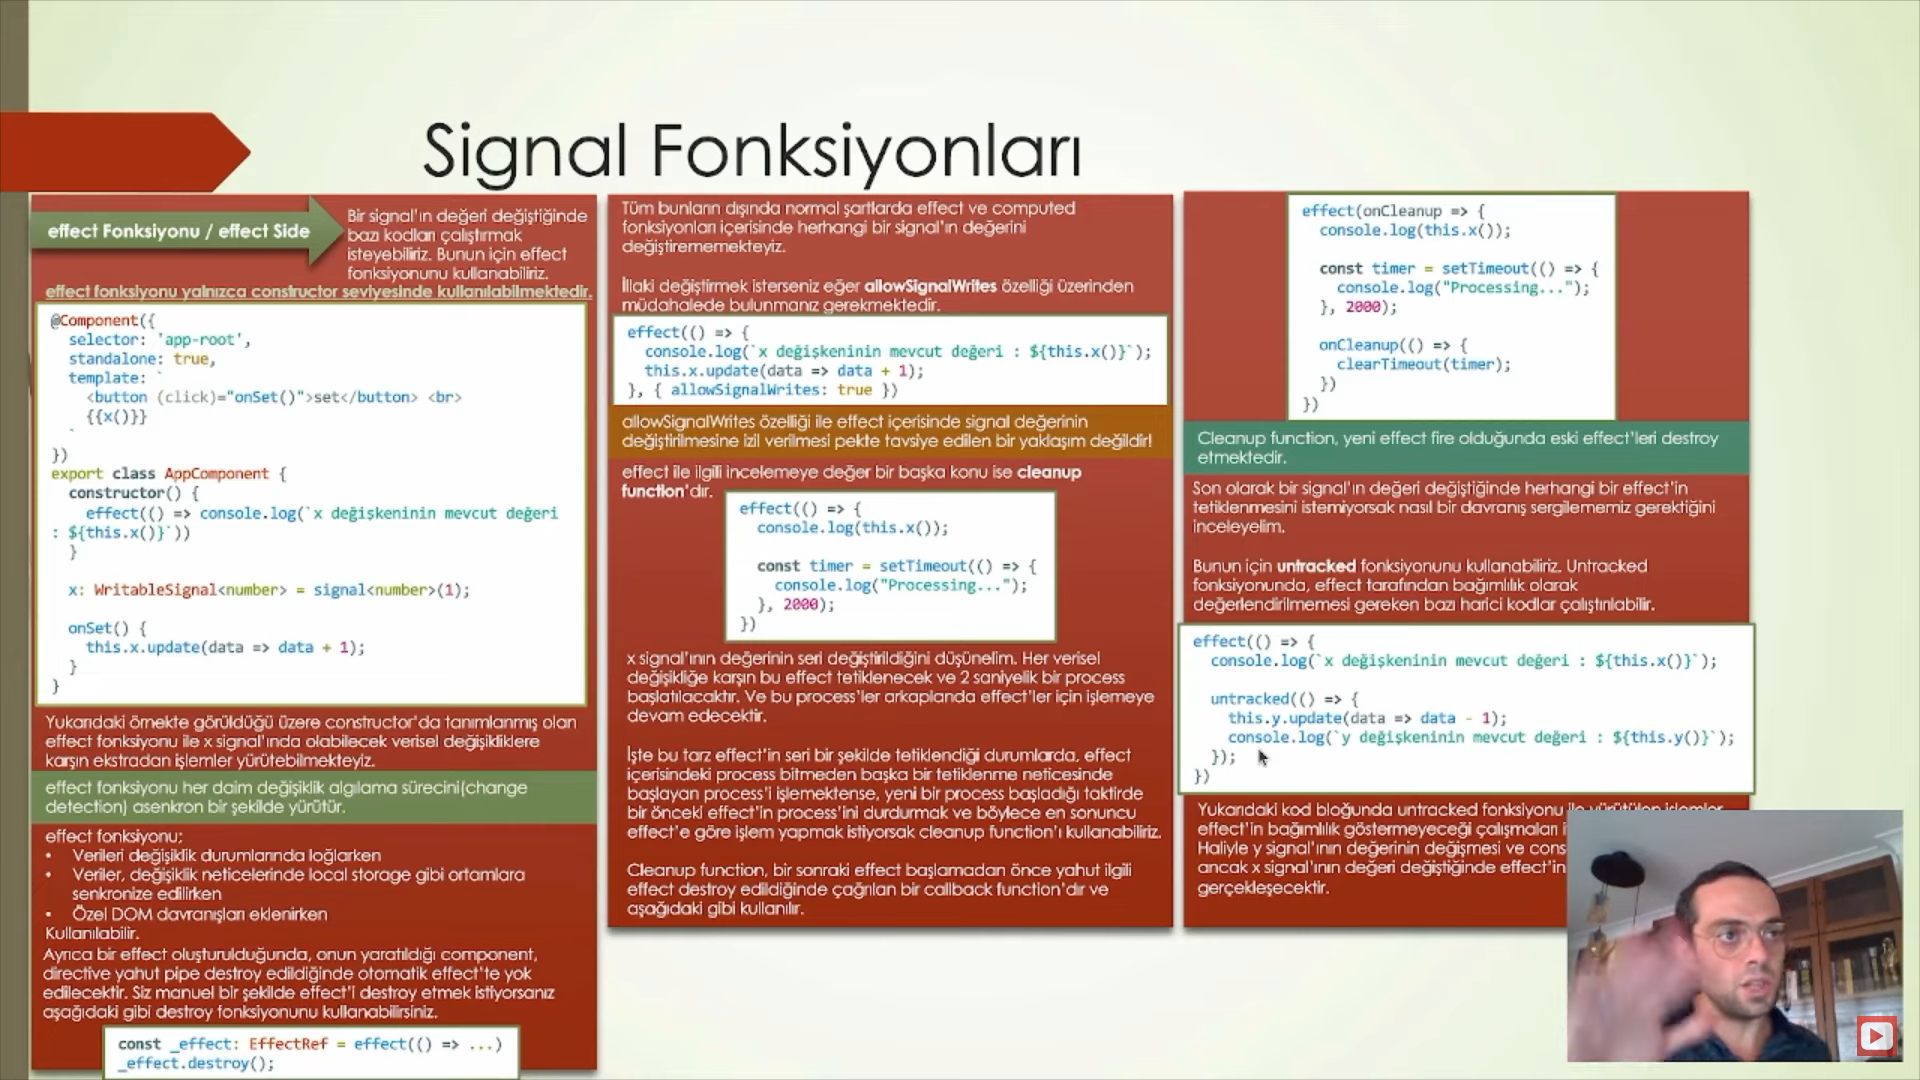 Signal Fonksiyonları
effect Fonksiyonu / effect Side
Bir signal'ın değeri değiştiğinde
bazı kodları çalıştırmak
isteyebiliriz. Bunun için effect
fonksiyonunu kullanabiliriz.
effect fonksiyonu yalnızca constructor seviyesinde kullanılabilmektedir.
@Component({
  selector: 'app-root',
  standalone: true,
  template: `
    <button (click)="onSet()">set</button> <br>
    {{x()}}
  `
})
export class AppComponent {
  constructor() {
    effect(() => console.log(`x değişkeninin mevcut değeri
: ${this.x()}`))
  }
  x: WritableSignal<number> = signal<number>(1);
  onSet() {
    this.x.update(data => data + 1);
  }
}
Yukarıdaki örnekte görüldüğü üzere constructor'da tanımlanmış olan
effect fonksiyonu ile x signal'ında olabilecek verisel değişikliklere
karşın ekstradan işlemler yürütebilmekteyiz.
effect fonksiyonu her daim değişiklik algılama sürecini(change
detection) asenkron bir şekilde yürütür.
effect fonksiyonu;
• Verileri değişiklik durumlarında loğlarken
• Veriler, değişiklik neticelerinde local storage gibi ortamlara
senkronize edilirken
• Özel DOM davranışları eklenirken
Kullanılabilir.
Ayrıca bir effect oluşturulduğunda, onun yaratıldığı component,
directive yahut pipe destroy edildiğinde otomatik effect'te yok
edilecektir. Siz manuel bir şekilde effect'i destroy etmek istiyorsanız
aşağıdaki gibi destroy fonksiyonunu kullanabilirsiniz.
const _effect: EffectRef = effect(() => ...)
_effect.destroy();
Tüm bunların dışında normal şartlarda effect ve computed
fonksiyonları içerisinde herhangi bir signal'ın değerini
değiştirememekteyiz.
İllaki değiştirmek isterseniz eğer allowSignalWrites özelliği üzerinden
müdahalede bulunmanız gerekmektedir.
effect(() => {
  console.log(`x değişkeninin mevcut değeri : ${this.x()}`);
  this.x.update(data => data + 1);
}, { allowSignalWrites: true })
allowSignalWrites özelliği ile effect içerisinde signal değerinin
değiştirilmesine izil verilmesi pekte tavsiye edilen bir yaklaşım değildir!
effect ile ilgili incelemeye değer bir başka konu ise cleanup
function'dır.
effect(() => {
  console.log(this.x());
  const timer = setTimeout(() => {
    console.log("Processing...");
  }, 2000);
})
x signal'ının değerinin seri değiştirildiğini düşünelim. Her verisel
değişikliğe karşın bu effect tetiklenecek ve 2 saniyelik bir process
başlatılacaktır. Ve bu process'ler arkaplanda effect'ler için işlemeye
devam edecektir.
İşte bu tarz effect'in seri bir şekilde tetiklendiği durumlarda, effect
içerisindeki process bitmeden başka bir tetiklenme neticesinde
başlayan process'i işlemektense, yeni bir process başladığı taktirde
bir önceki effect'in process'ini durdurmak ve böylece en sonuncu
effect'e göre işlem yapmak istiyorsak cleanup function'ı kullanabiliriz.
Cleanup function, bir sonraki effect başlamadan önce yahut ilgili
effect destroy edildiğinde çağrılan bir callback function'dır ve
aşağıdaki gibi kullanılır.
effect(onCleanup => {
  console.log(this.x());
  const timer = setTimeout(() => {
    console.log("Processing...");
  }, 2000);
  onCleanup(() => {
    clearTimeout(timer);
  })
})
Cleanup function, yeni effect fire olduğunda eski effect'leri destroy
etmektedir.
Son olarak bir signal'ın değeri değiştiğinde herhangi bir effect'in
tetiklenmesini istemiyorsak nasıl bir davranış sergilememiz gerektiğini
inceleyelim.
Bunun için untracked fonksiyonunu kullanabiliriz. Untracked
fonksiyonunda, effect tarafından bağımlılık olarak
değerlendirilmemesi gereken bazı harici kodlar çalıştırılabilir.
effect(() => {
  console.log(`x değişkeninin mevcut değeri : ${this.x()}`);
  untracked(() => {
    this.y.update(data => data - 1);
    console.log(`y değişkeninin mevcut değeri : ${this.y()}`);
  });
})
Yukarıdaki kod bloğunda untracked fonksiyonu ile yürütülen işlemler
effect'in bağımlılık göstermeyeceği çalışmaları
Haliyle y signal'ının değerinin değişmesi ve
ancak x signal'ının değeri değiştiğinde effect'in
gerçekleşecektir.